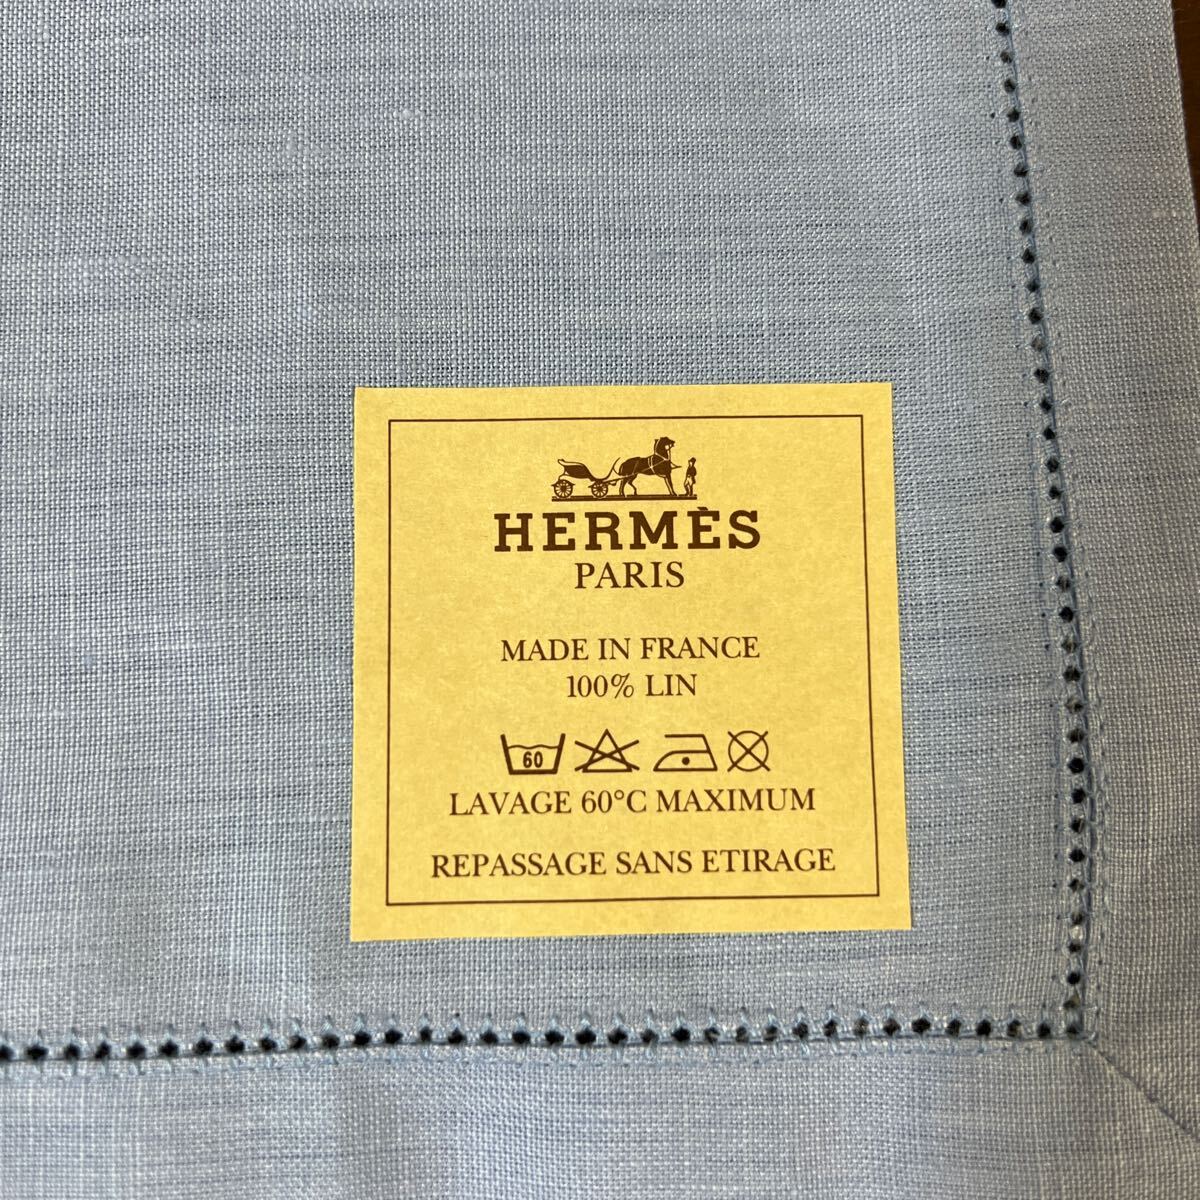 HERMÈS
PARIS
MADE IN FRANCE
100% LIN
60
LAVAGE 60°C MAXIMUM
REPASSAGE SANS ETIRAGE